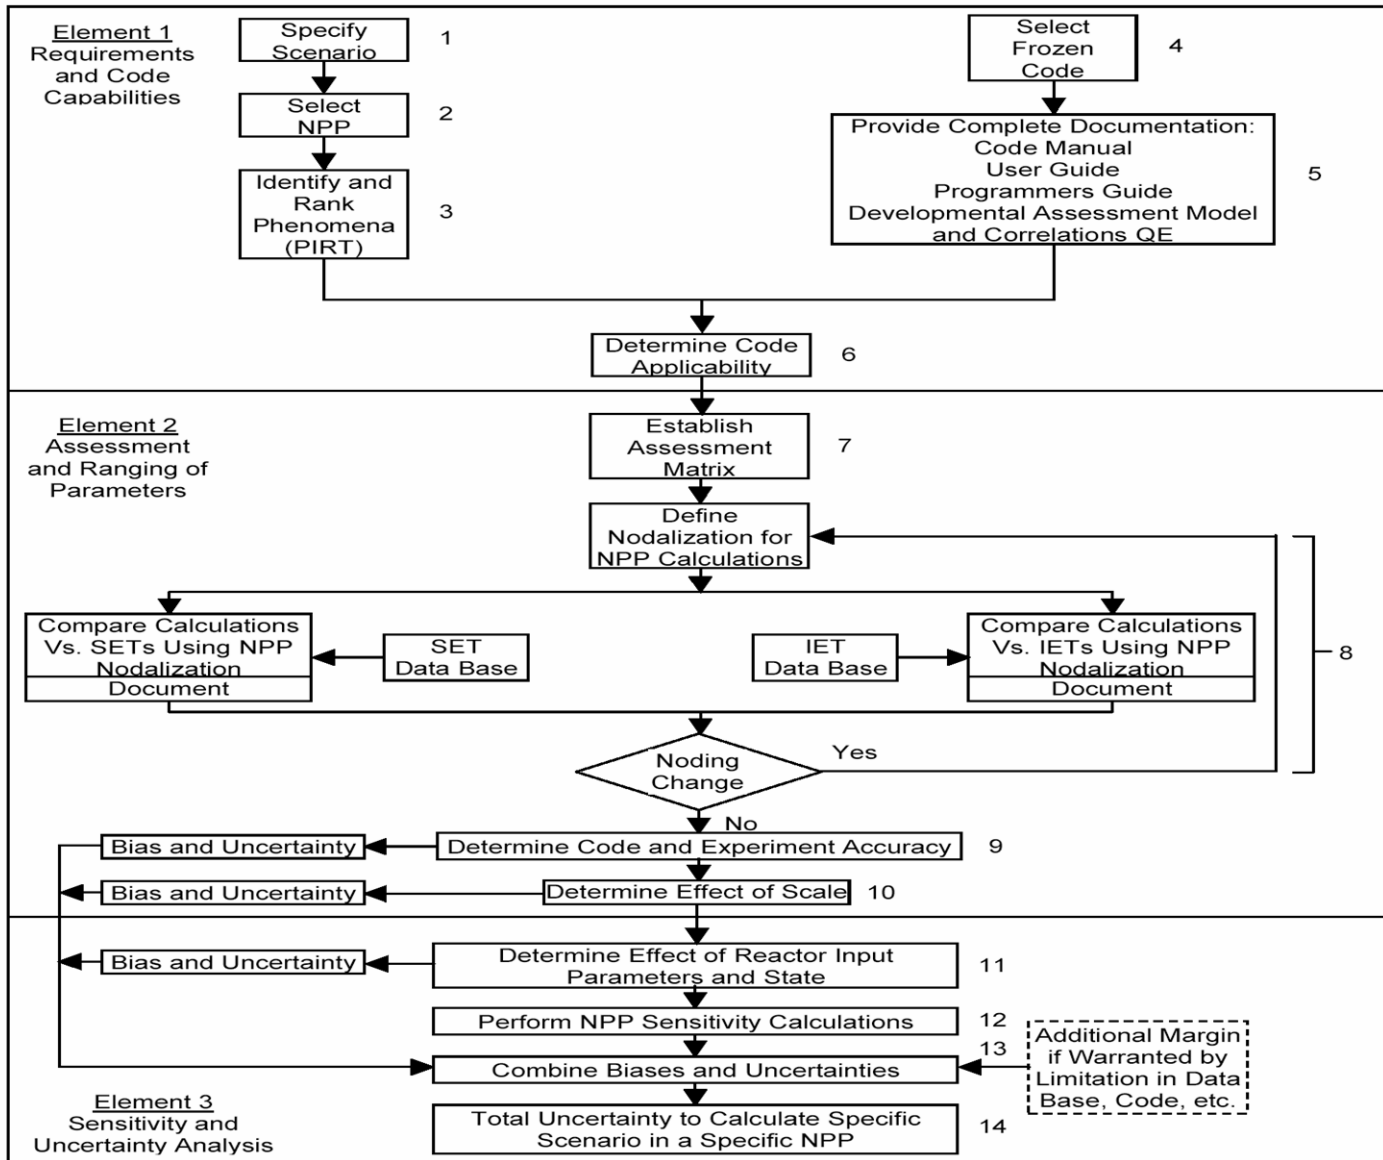 Element 1
Requirements
and Code
Capabilities
Specify
Scenario
1
Select
NPP
2
Identify and
Rank
Phenomena
(PIRT)
3
Select
Frozen
Code
4
Provide Complete Documentation:
Code Manual
User Guide
Programmers Guide
Developmental Assessment Model
and Correlations QE
5
Determine Code
Applicability
6
Element 2
Assessment
and Ranging of
Parameters
Establish
Assessment
Matrix
7
Define
Nodalization for
NPP Calculations
Compare Calculations
Vs. SETs Using NPP
Nodalization
Document
SET
Data Base
IET
Data Base
Compare Calculations
Vs. IETs Using NPP
Nodalization
Document
8
Noding
Change
Yes
No
Bias and Uncertainty
Determine Code and Experiment Accuracy
9
Bias and Uncertainty
Determine Effect of Scale
10
Bias and Uncertainty
Determine Effect of Reactor Input
Parameters and State
11
Perform NPP Sensitivity Calculations
12
13
Combine Biases and Uncertainties
Additional Margin
if Warranted by
Limitation in Data
Base, Code, etc.
Element 3
Sensitivity and
Uncertainty Analysis
Total Uncertainty to Calculate Specific
Scenario in a Specific NPP
14